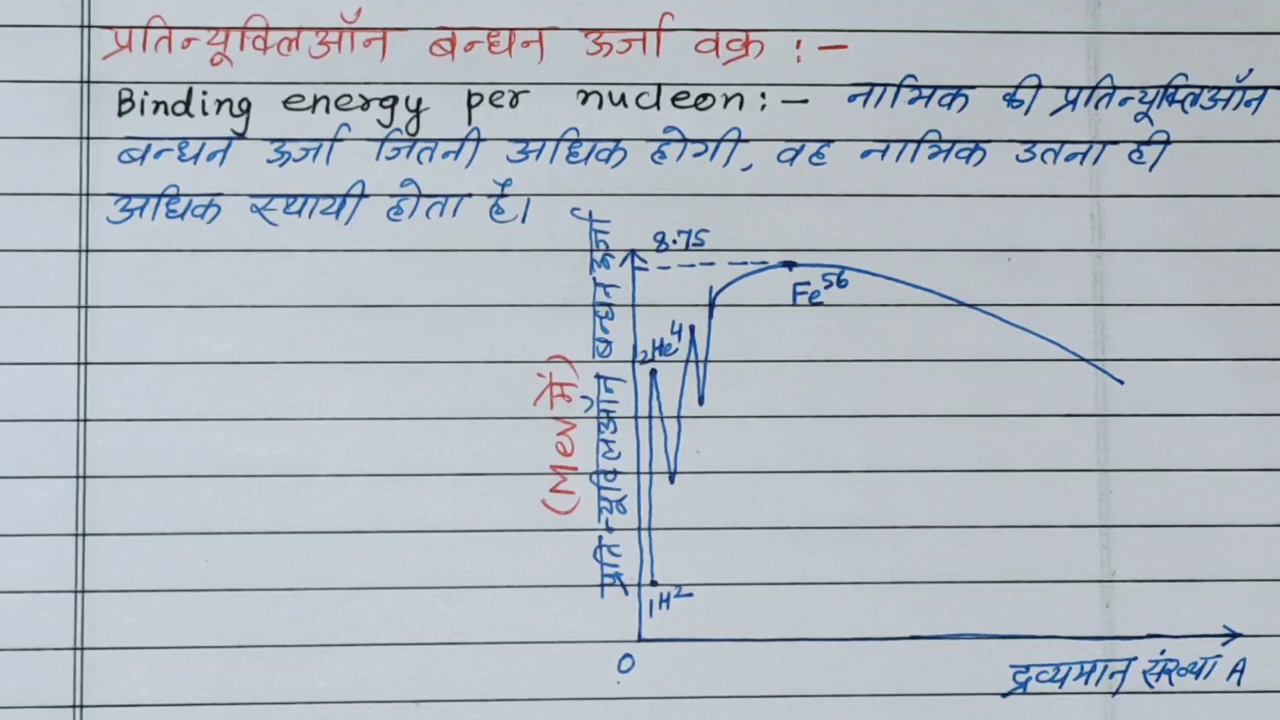 प्रतिन्यूक्लिऑन बन्धन ऊर्जा वक्र :-
Binding energy per nucleon:- नाभिक की प्रतिन्यूक्लिऑन
बन्धन ऊर्जा जितनी अधिक होगी, वह नाभिक उतना ही
अधिक स्थायी होता है।
प्रति न्यूक्लिऑन बन्धन ऊर्जा
(Mev में)
8.75
Fe⁵⁶
₂He⁴
₁H²
0
द्रव्यमान संख्या A